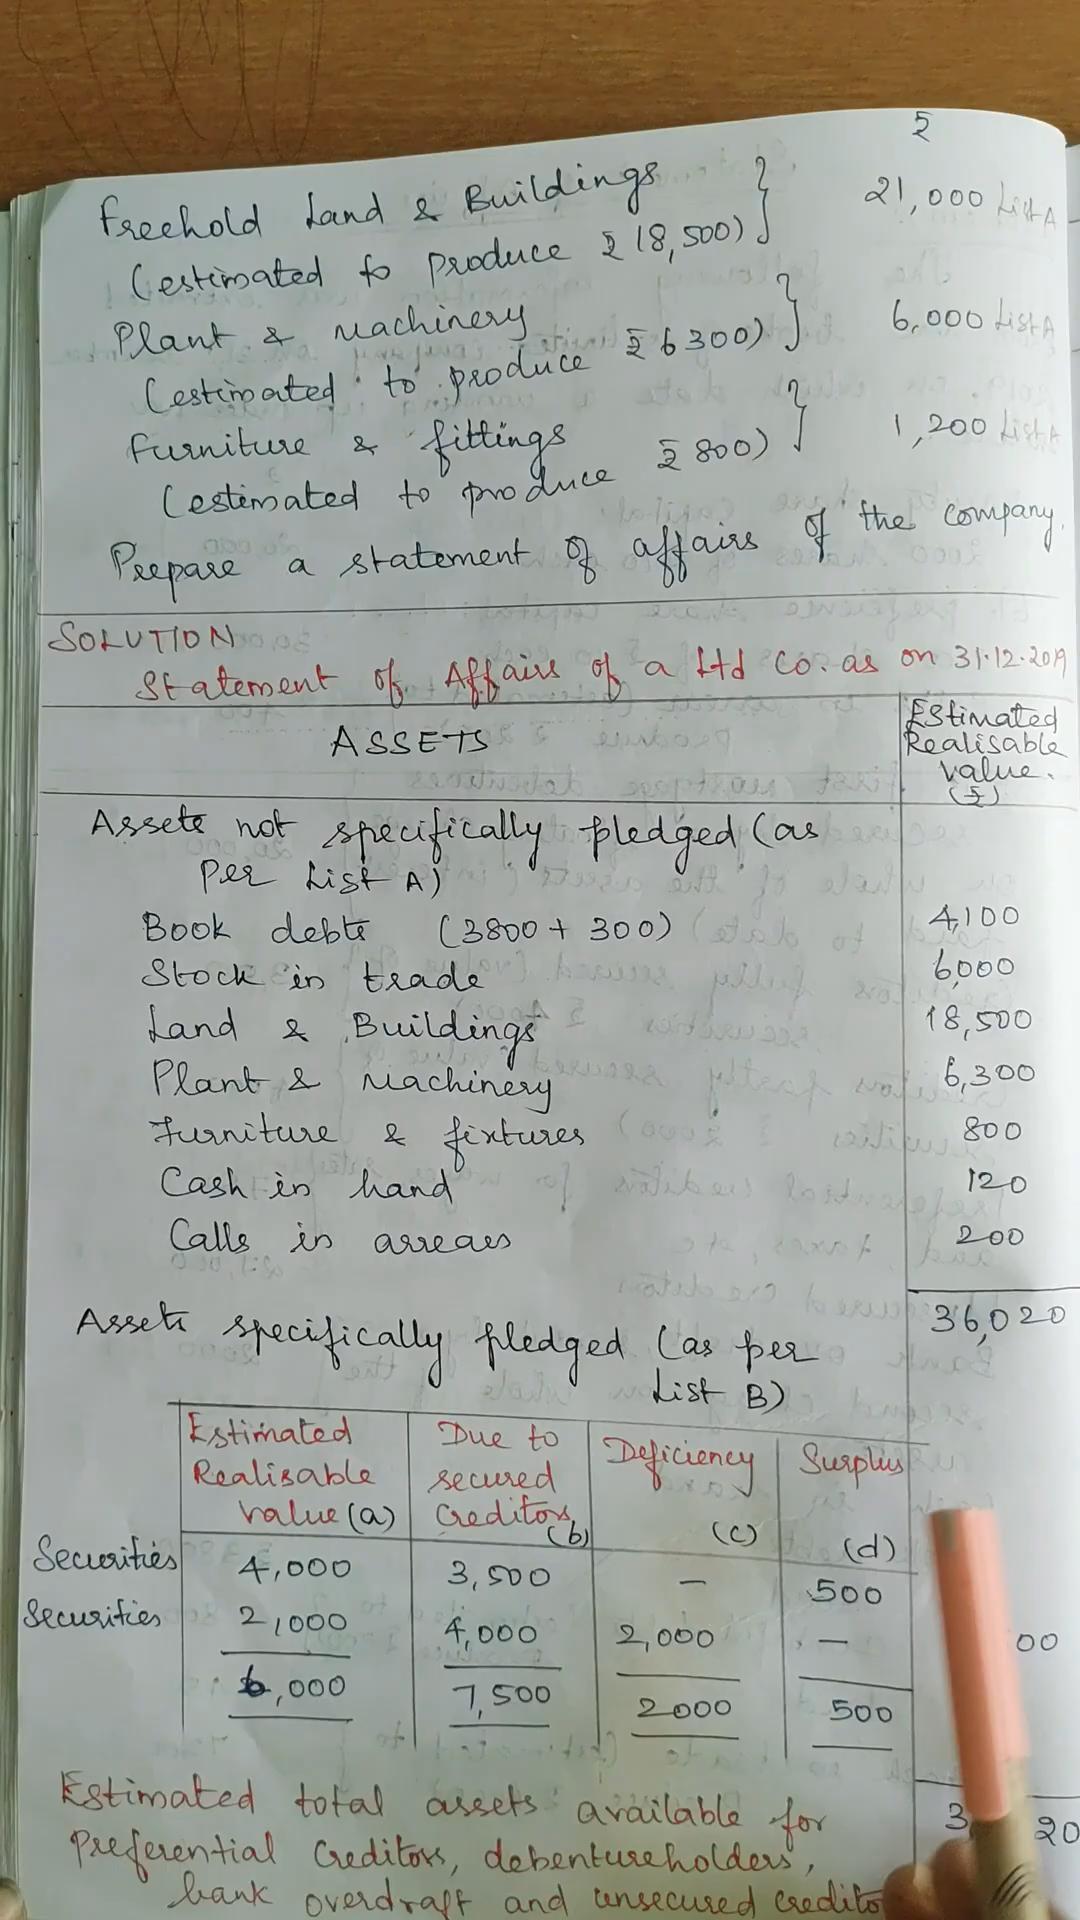 ₹
Freehold Land & Buildings } 21,000 List A
(estimated to produce ₹ 18,500)
Plant & Machinery } 6,000 List A
(estimated to produce ₹ 6300)
Furniture & fittings } 1,200 List A
(estimated to produce ₹ 800)
Prepare a statement of affairs of the company.
SOLUTION
Statement of Affairs of a Ltd Co. as on 31.12.2019
ASSETS
Estimated
Realisable
Value.
(₹)
Assets not specifically pledged (as
per List A)
Book debts (3800 + 300) 4,100
Stock in trade 6,000
Land & Buildings 18,500
Plant & Machinery 6,300
Furniture & fixtures 800
Cash in hand 120
Calls in arrears 200
36,020
Assets specifically pledged (as per
List B)
Estimated Due to Deficiency Surplus
Realisable secured
Value (a) Creditors (b) (c) (d)
Securities 4,000 3,500 – 500
Securities 2,000 4,000 2,000 – 00
6,000 7,500 2000 500
Estimated total assets available for 3 20
Preferential Creditors, debentureholders,
bank overdraft and unsecured credito